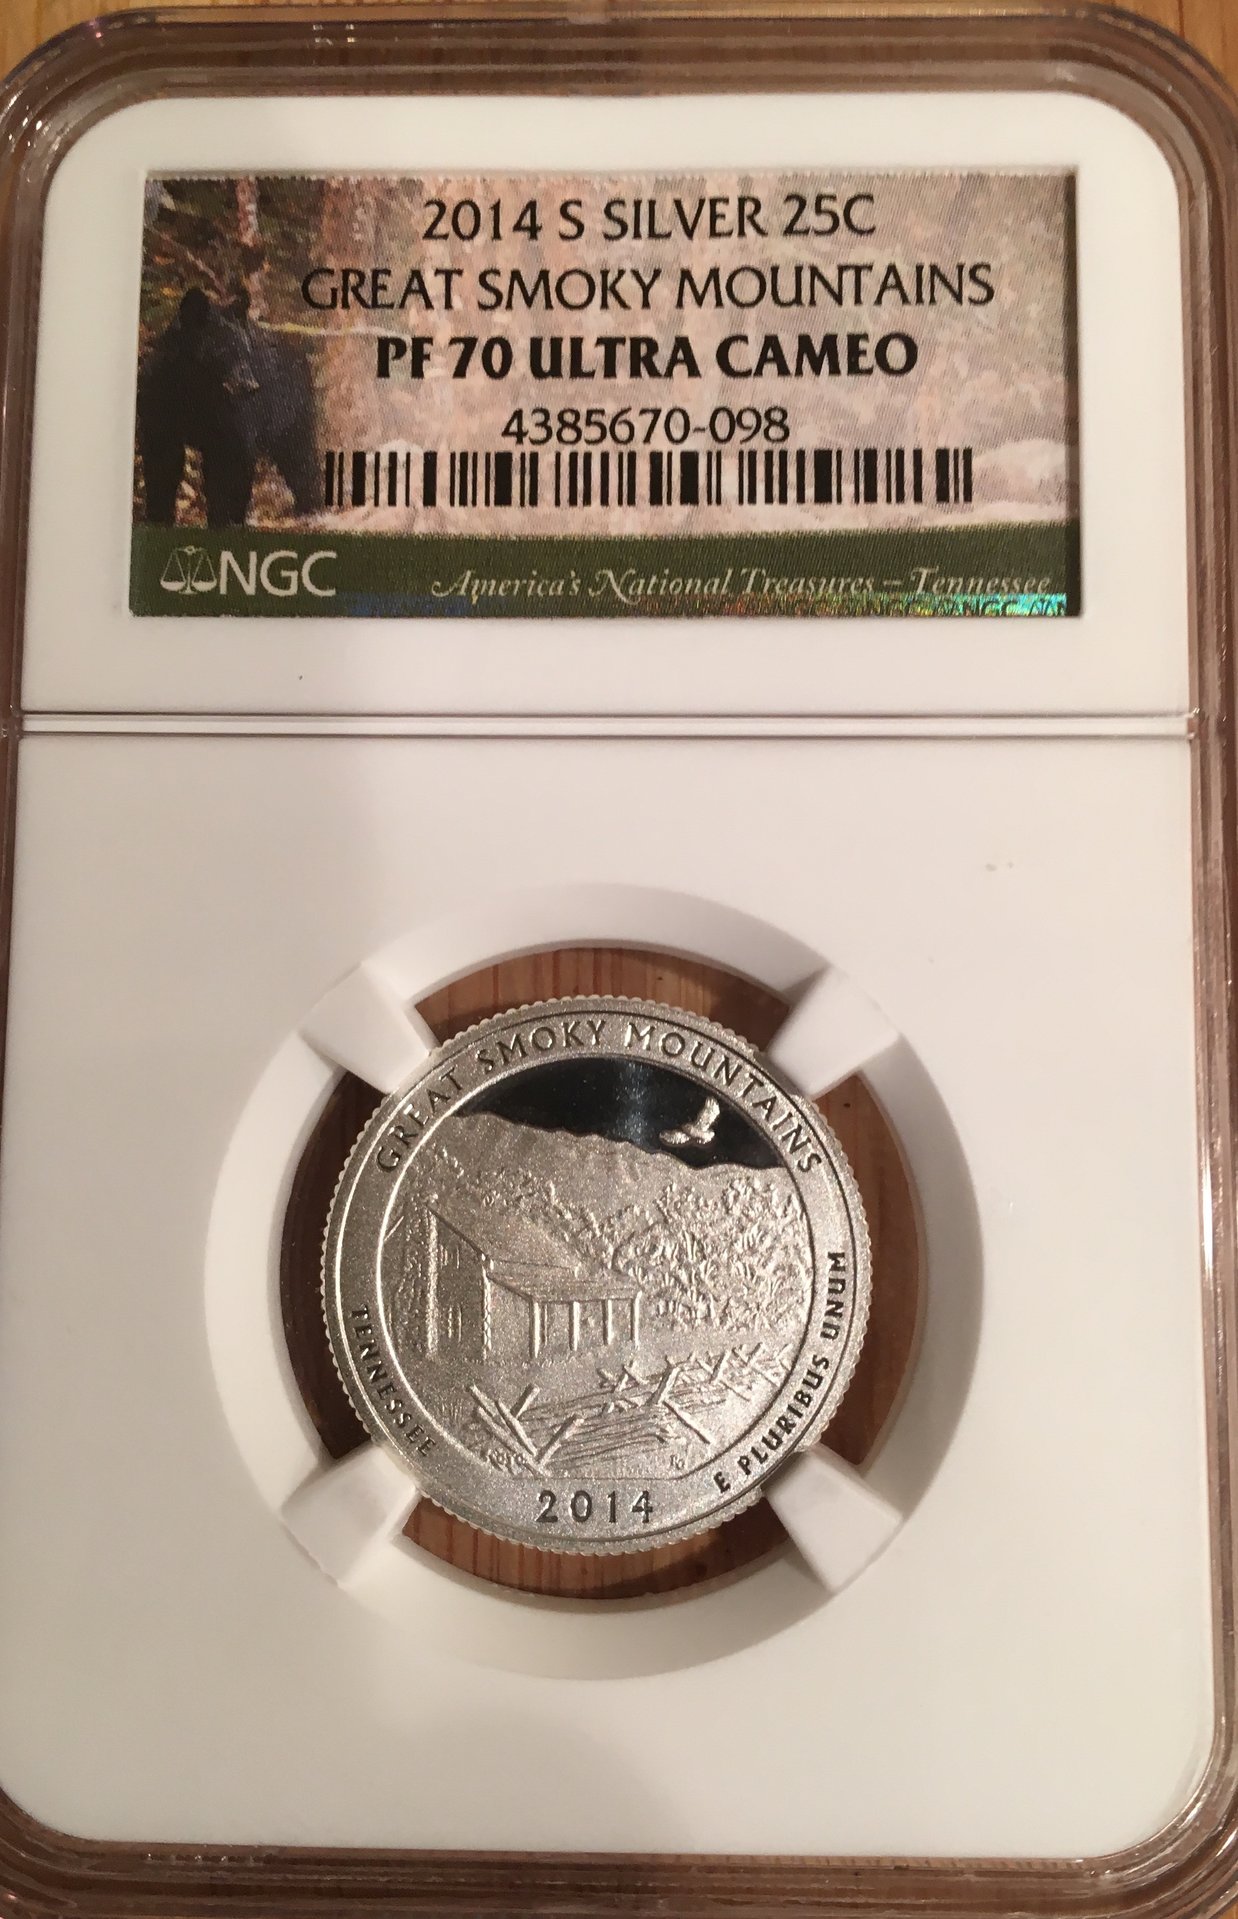 2014 S SILVER 25C
GREAT SMOKY MOUNTAINS
PF 70 ULTRA CAMEO
4385670-098
NGC
America's National Treasures – Tennessee
GREAT SMOKY MOUNTAINS
TENNESSEE
E PLURIBUS UNUM
2014